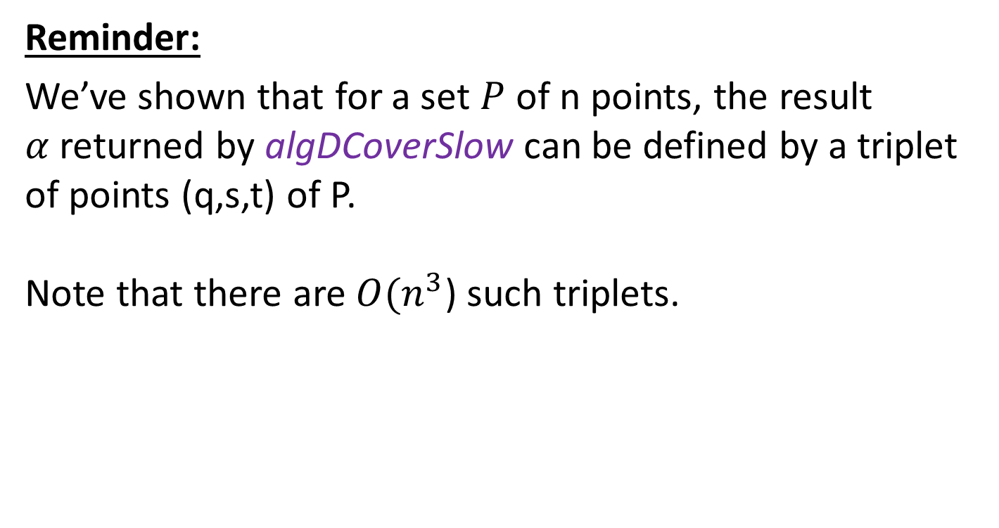 Reminder:
We’ve shown that for a set P of n points, the result
α returned by algDCoverSlow can be defined by a triplet
of points (q,s,t) of P.
Note that there are O(n³) such triplets.